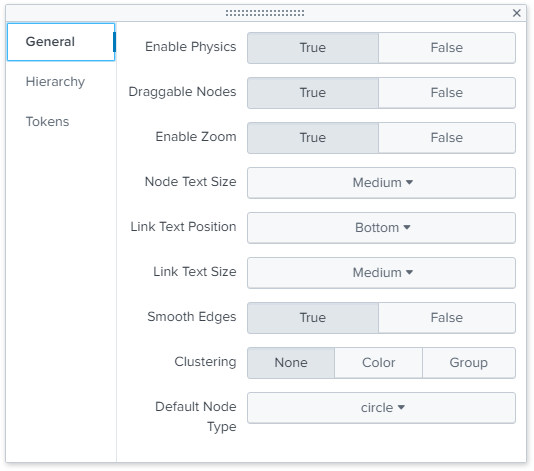 General
Hierarchy
Tokens
Enable Physics True False
Draggable Nodes True False
Enable Zoom True False
Node Text Size Medium
Link Text Position Bottom
Link Text Size Medium
Smooth Edges True False
Clustering None Color Group
Default Node
Type
circle